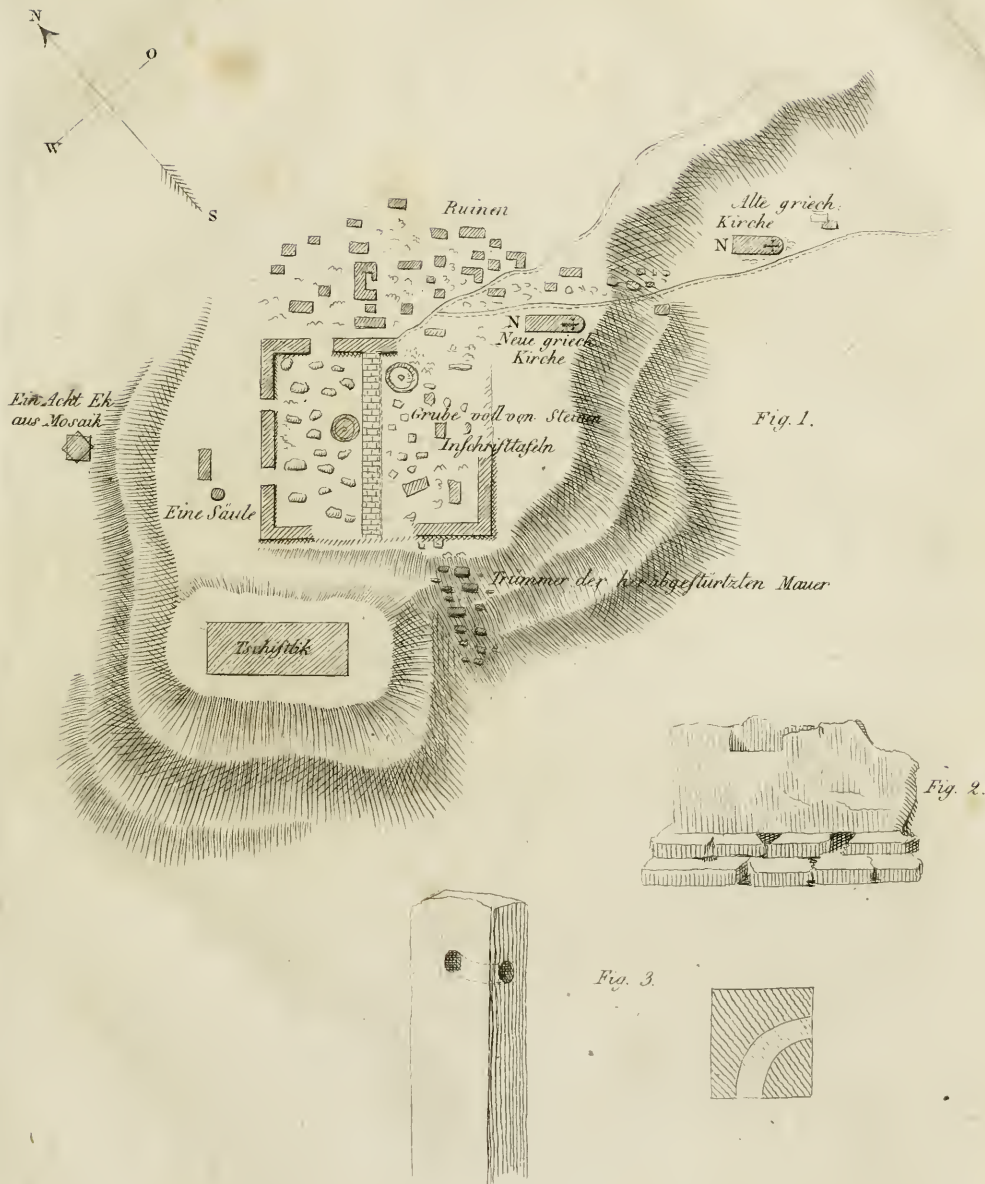 N
O
W
S
Ruinen
Alte griech:
Kirche
N
N
Neue griech
Kirche
Ein Acht Ek
aus Mosaik
Grube voll von Steinen
Inschrifttafeln
Fig. 1.
Eine Säule
Trümmer der herabgestürtzten Mauer
Tschiftlik
Fig. 2.
Fig. 3.